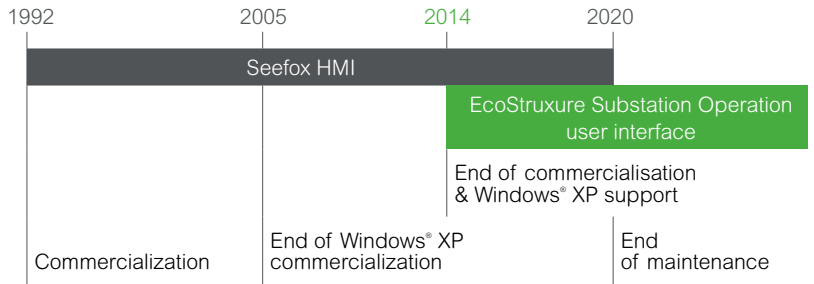 1992 2005 2014 2020
Seefox HMI
EcoStruxure Substation Operation
user interface
End of commercialisation
& Windows® XP support
Commercialization
End of Windows® XP
commercialization
End
of maintenance